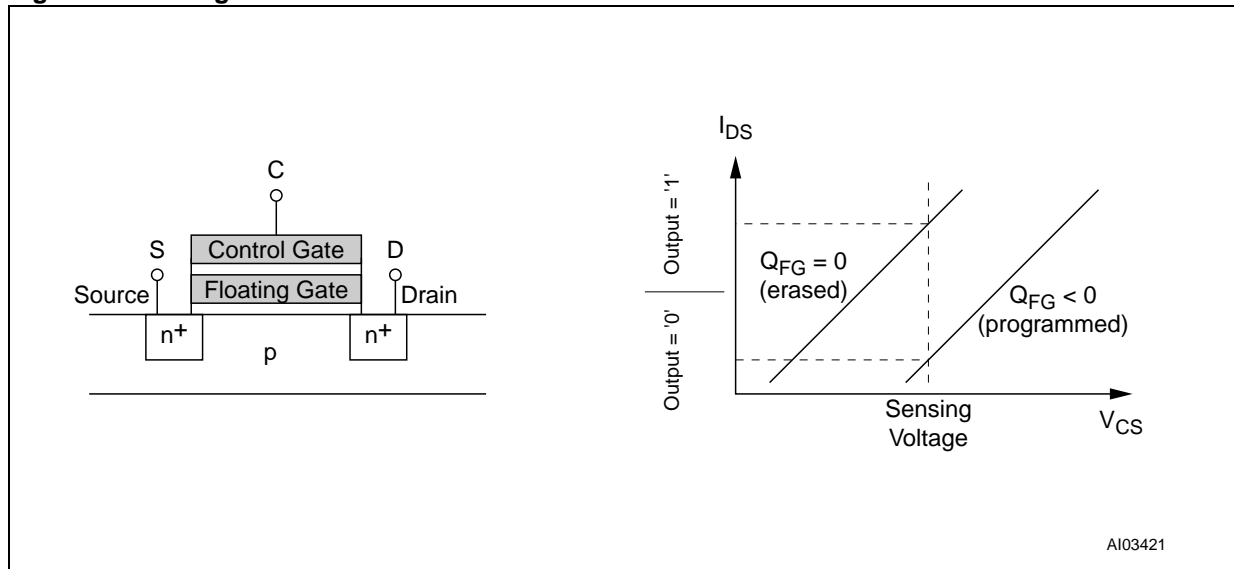 C
S
Control Gate
D
Source
Floating Gate
Drain
n+
n+
p
IDS
Output = '1'
Output = '0'
QFG = 0
(erased)
QFG < 0
(programmed)
Sensing
Voltage
VCS
AI03421